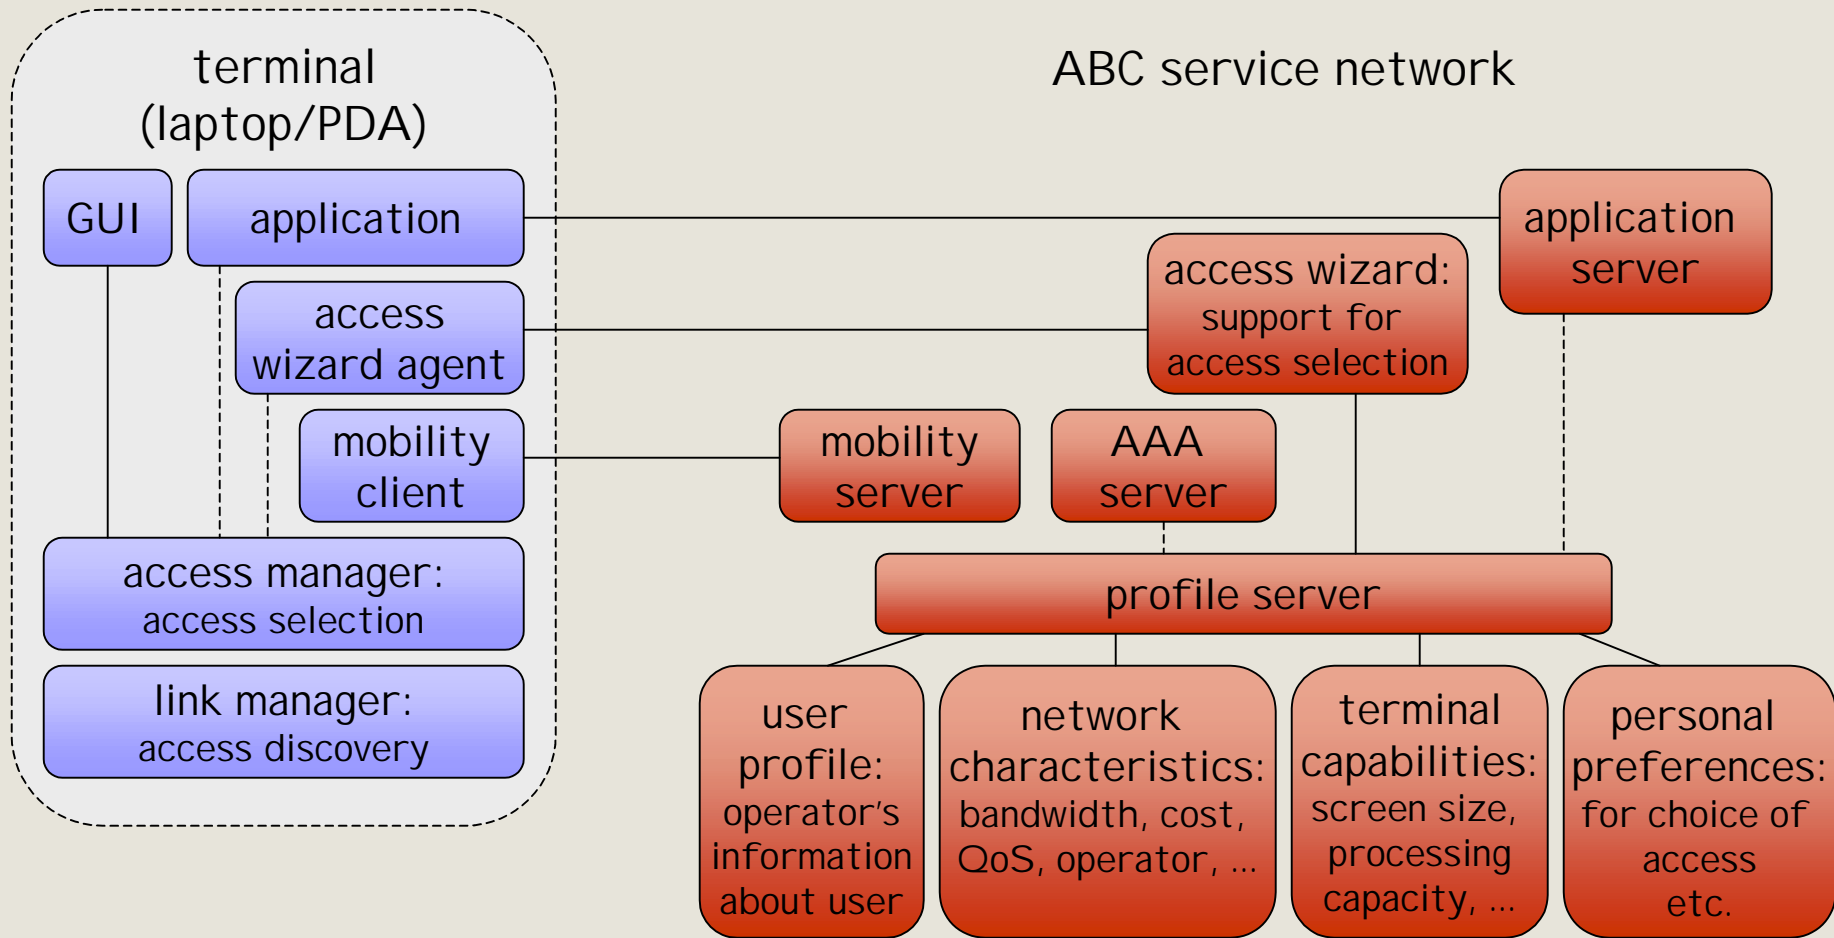 terminal
(laptop/PDA)
ABC service network
GUI
application
application
server
access
wizard agent
access wizard:
support for
access selection
mobility
client
mobility
server
AAA
server
access manager:
access selection
profile server
link manager:
access discovery
user
profile:
operator's
information
about user
network
characteristics:
bandwidth, cost,
QoS, operator, ...
terminal
capabilities:
screen size,
processing
capacity, ...
personal
preferences:
for choice of
access
etc.